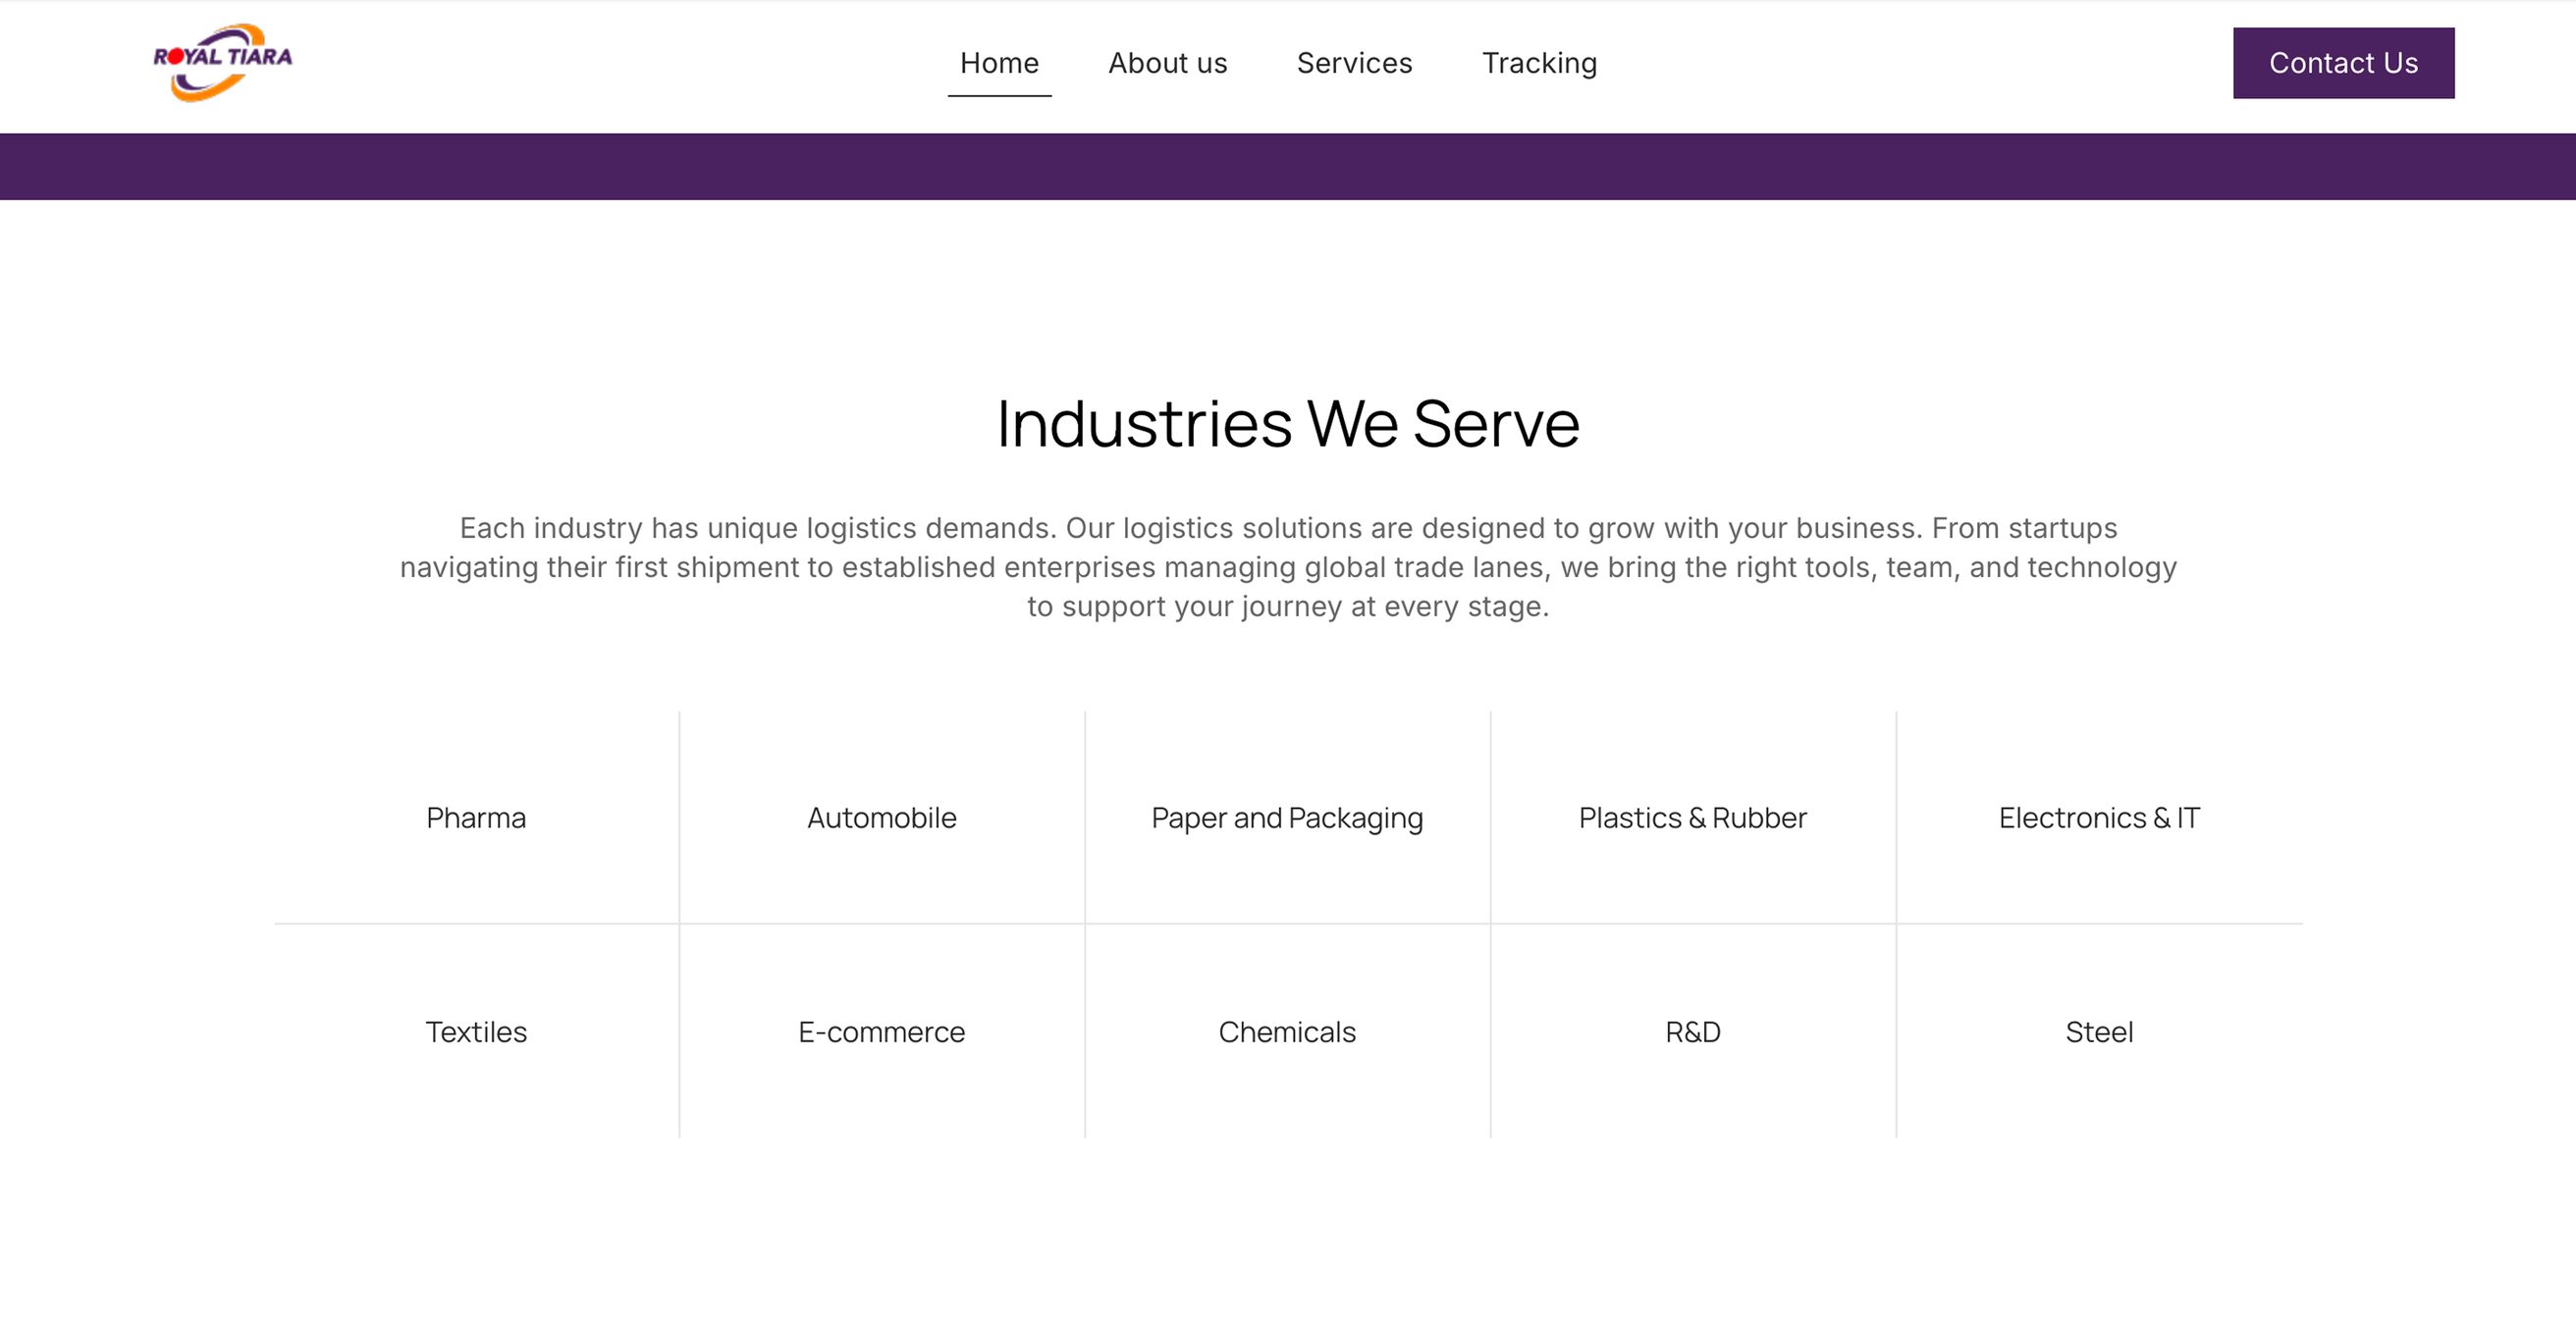 ROYAL TIARA
Home
About us
Services
Tracking
Contact Us
Industries We Serve
Each industry has unique logistics demands. Our logistics solutions are designed to grow with your business. From startups
navigating their first shipment to established enterprises managing global trade lanes, we bring the right tools, team, and technology
to support your journey at every stage.
Pharma
Automobile
Paper and Packaging
Plastics & Rubber
Electronics & IT
Textiles
E-commerce
Chemicals
R&D
Steel